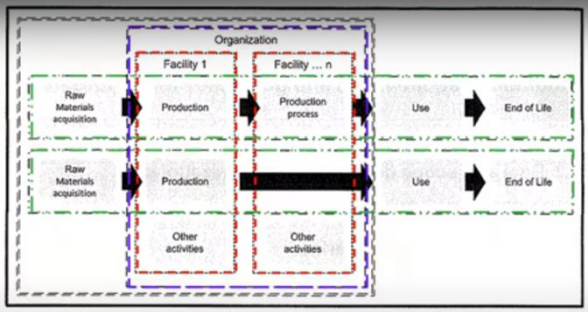 Organization
Facility 1
Facility ... n
Raw
Materials
acquisition
Production
Production
process
Use
End of Life
Raw
Materials
acquisition
Production
Use
End of Life
Other
activities
Other
activities